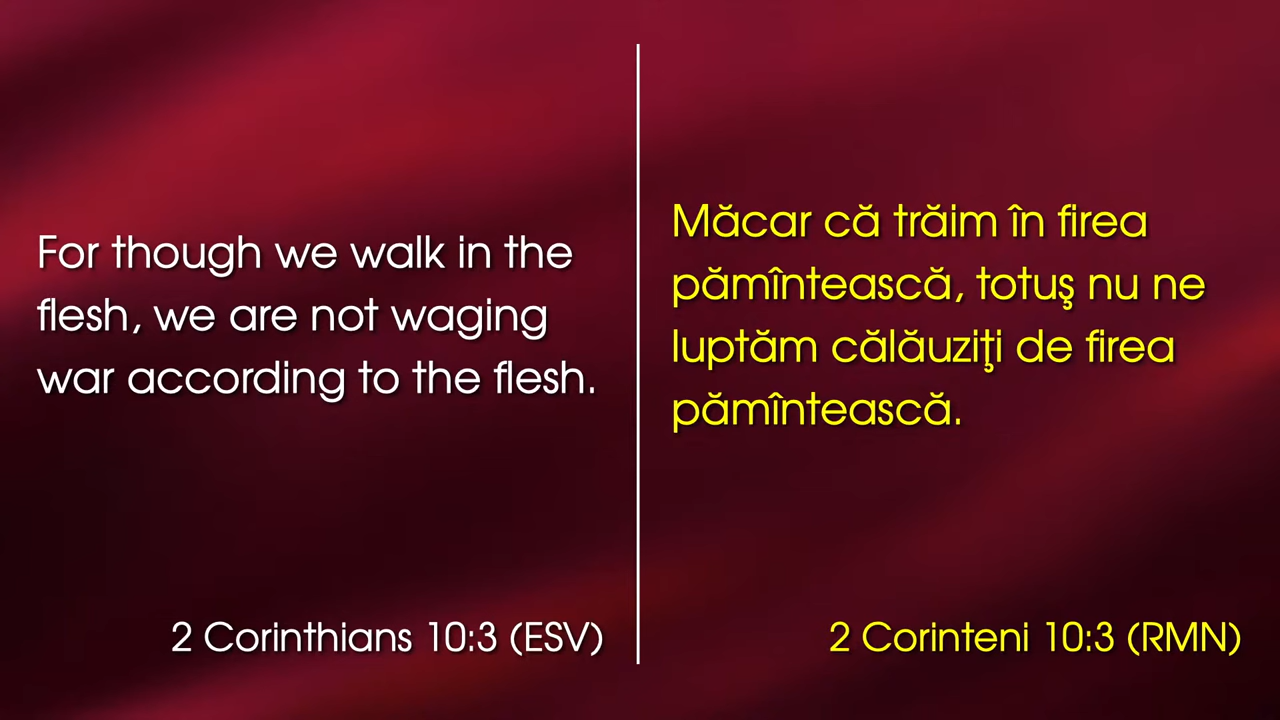 For though we walk in the
flesh, we are not waging
war according to the flesh.
2 Corinthians 10:3 (ESV)
Măcar că trăim în firea
pămîntească, totuş nu ne
luptăm călăuziţi de firea
pămîntească.
2 Corinteni 10:3 (RMN)